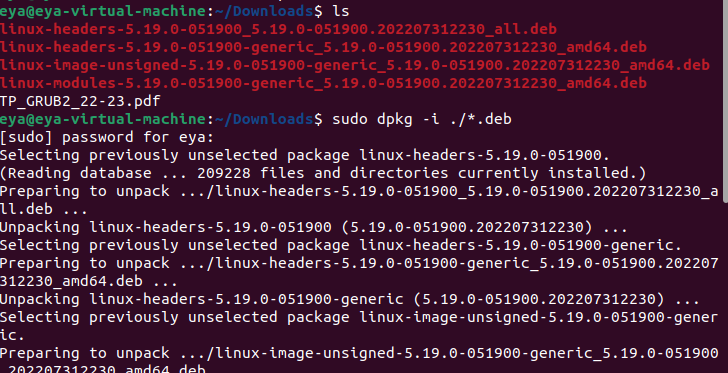 eya@eya-virtual-machine:~/Downloads$ ls
linux-headers-5.19.0-051900_5.19.0-051900.202207312230_all.deb
linux-headers-5.19.0-051900-generic_5.19.0-051900.202207312230_amd64.deb
linux-image-unsigned-5.19.0-051900-generic_5.19.0-051900.202207312230_amd64.deb
linux-modules-5.19.0-051900-generic_5.19.0-051900.202207312230_amd64.deb
TP_GRUB2_22-23.pdf
eya@eya-virtual-machine:~/Downloads$ sudo dpkg -i ./*.deb
[sudo] password for eya:
Selecting previously unselected package linux-headers-5.19.0-051900.
(Reading database ... 209228 files and directories currently installed.)
Preparing to unpack .../linux-headers-5.19.0-051900_5.19.0-051900.202207312230_a
ll.deb ...
Unpacking linux-headers-5.19.0-051900 (5.19.0-051900.202207312230) ...
Selecting previously unselected package linux-headers-5.19.0-051900-generic.
Preparing to unpack .../linux-headers-5.19.0-051900-generic_5.19.0-051900.202207
312230_amd64.deb ...
Unpacking linux-headers-5.19.0-051900-generic (5.19.0-051900.202207312230) ...
Selecting previously unselected package linux-image-unsigned-5.19.0-051900-gener
ic.
Preparing to unpack .../linux-image-unsigned-5.19.0-051900-generic_5.19.0-051900
.202207312230_amd64.deb